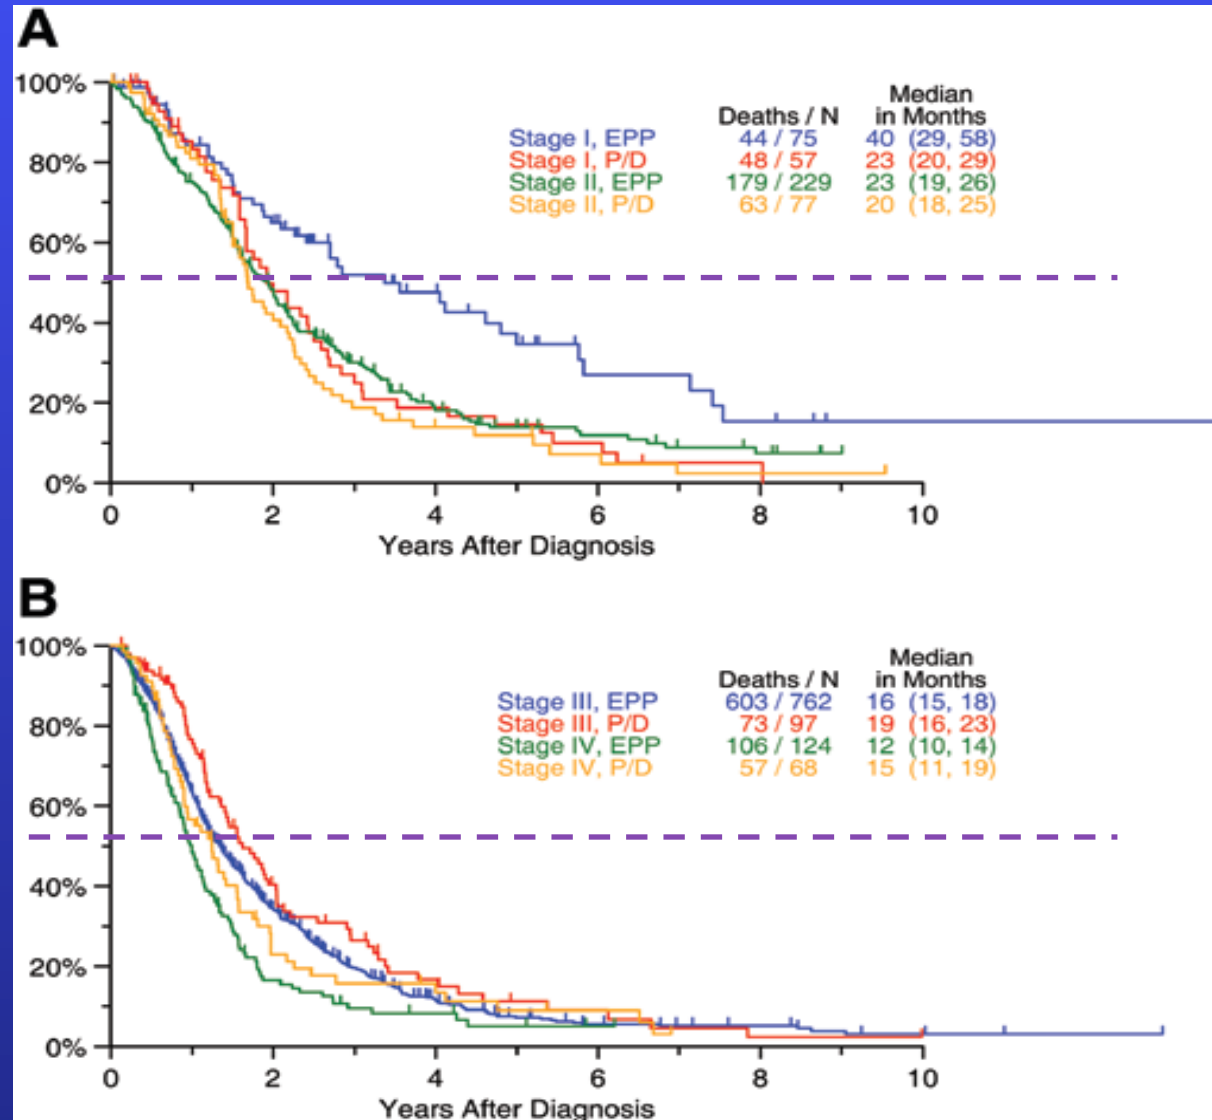 A
100%
80%
60%
40%
20%
0%
0 2 4 6 8 10
Years After Diagnosis
Median
Deaths / N in Months
Stage I, EPP 44 / 75 40 (29, 58)
Stage I, P/D 48 / 57 23 (20, 29)
Stage II, EPP 179 / 229 23 (19, 26)
Stage II, P/D 63 / 77 20 (18, 25)
B
100%
80%
60%
40%
20%
0%
0 2 4 6 8 10
Years After Diagnosis
Median
Deaths / N in Months
Stage III, EPP 603 / 762 16 (15, 18)
Stage III, P/D 73 / 97 19 (16, 23)
Stage IV, EPP 106 / 124 12 (10, 14)
Stage IV, P/D 57 / 68 15 (11, 19)